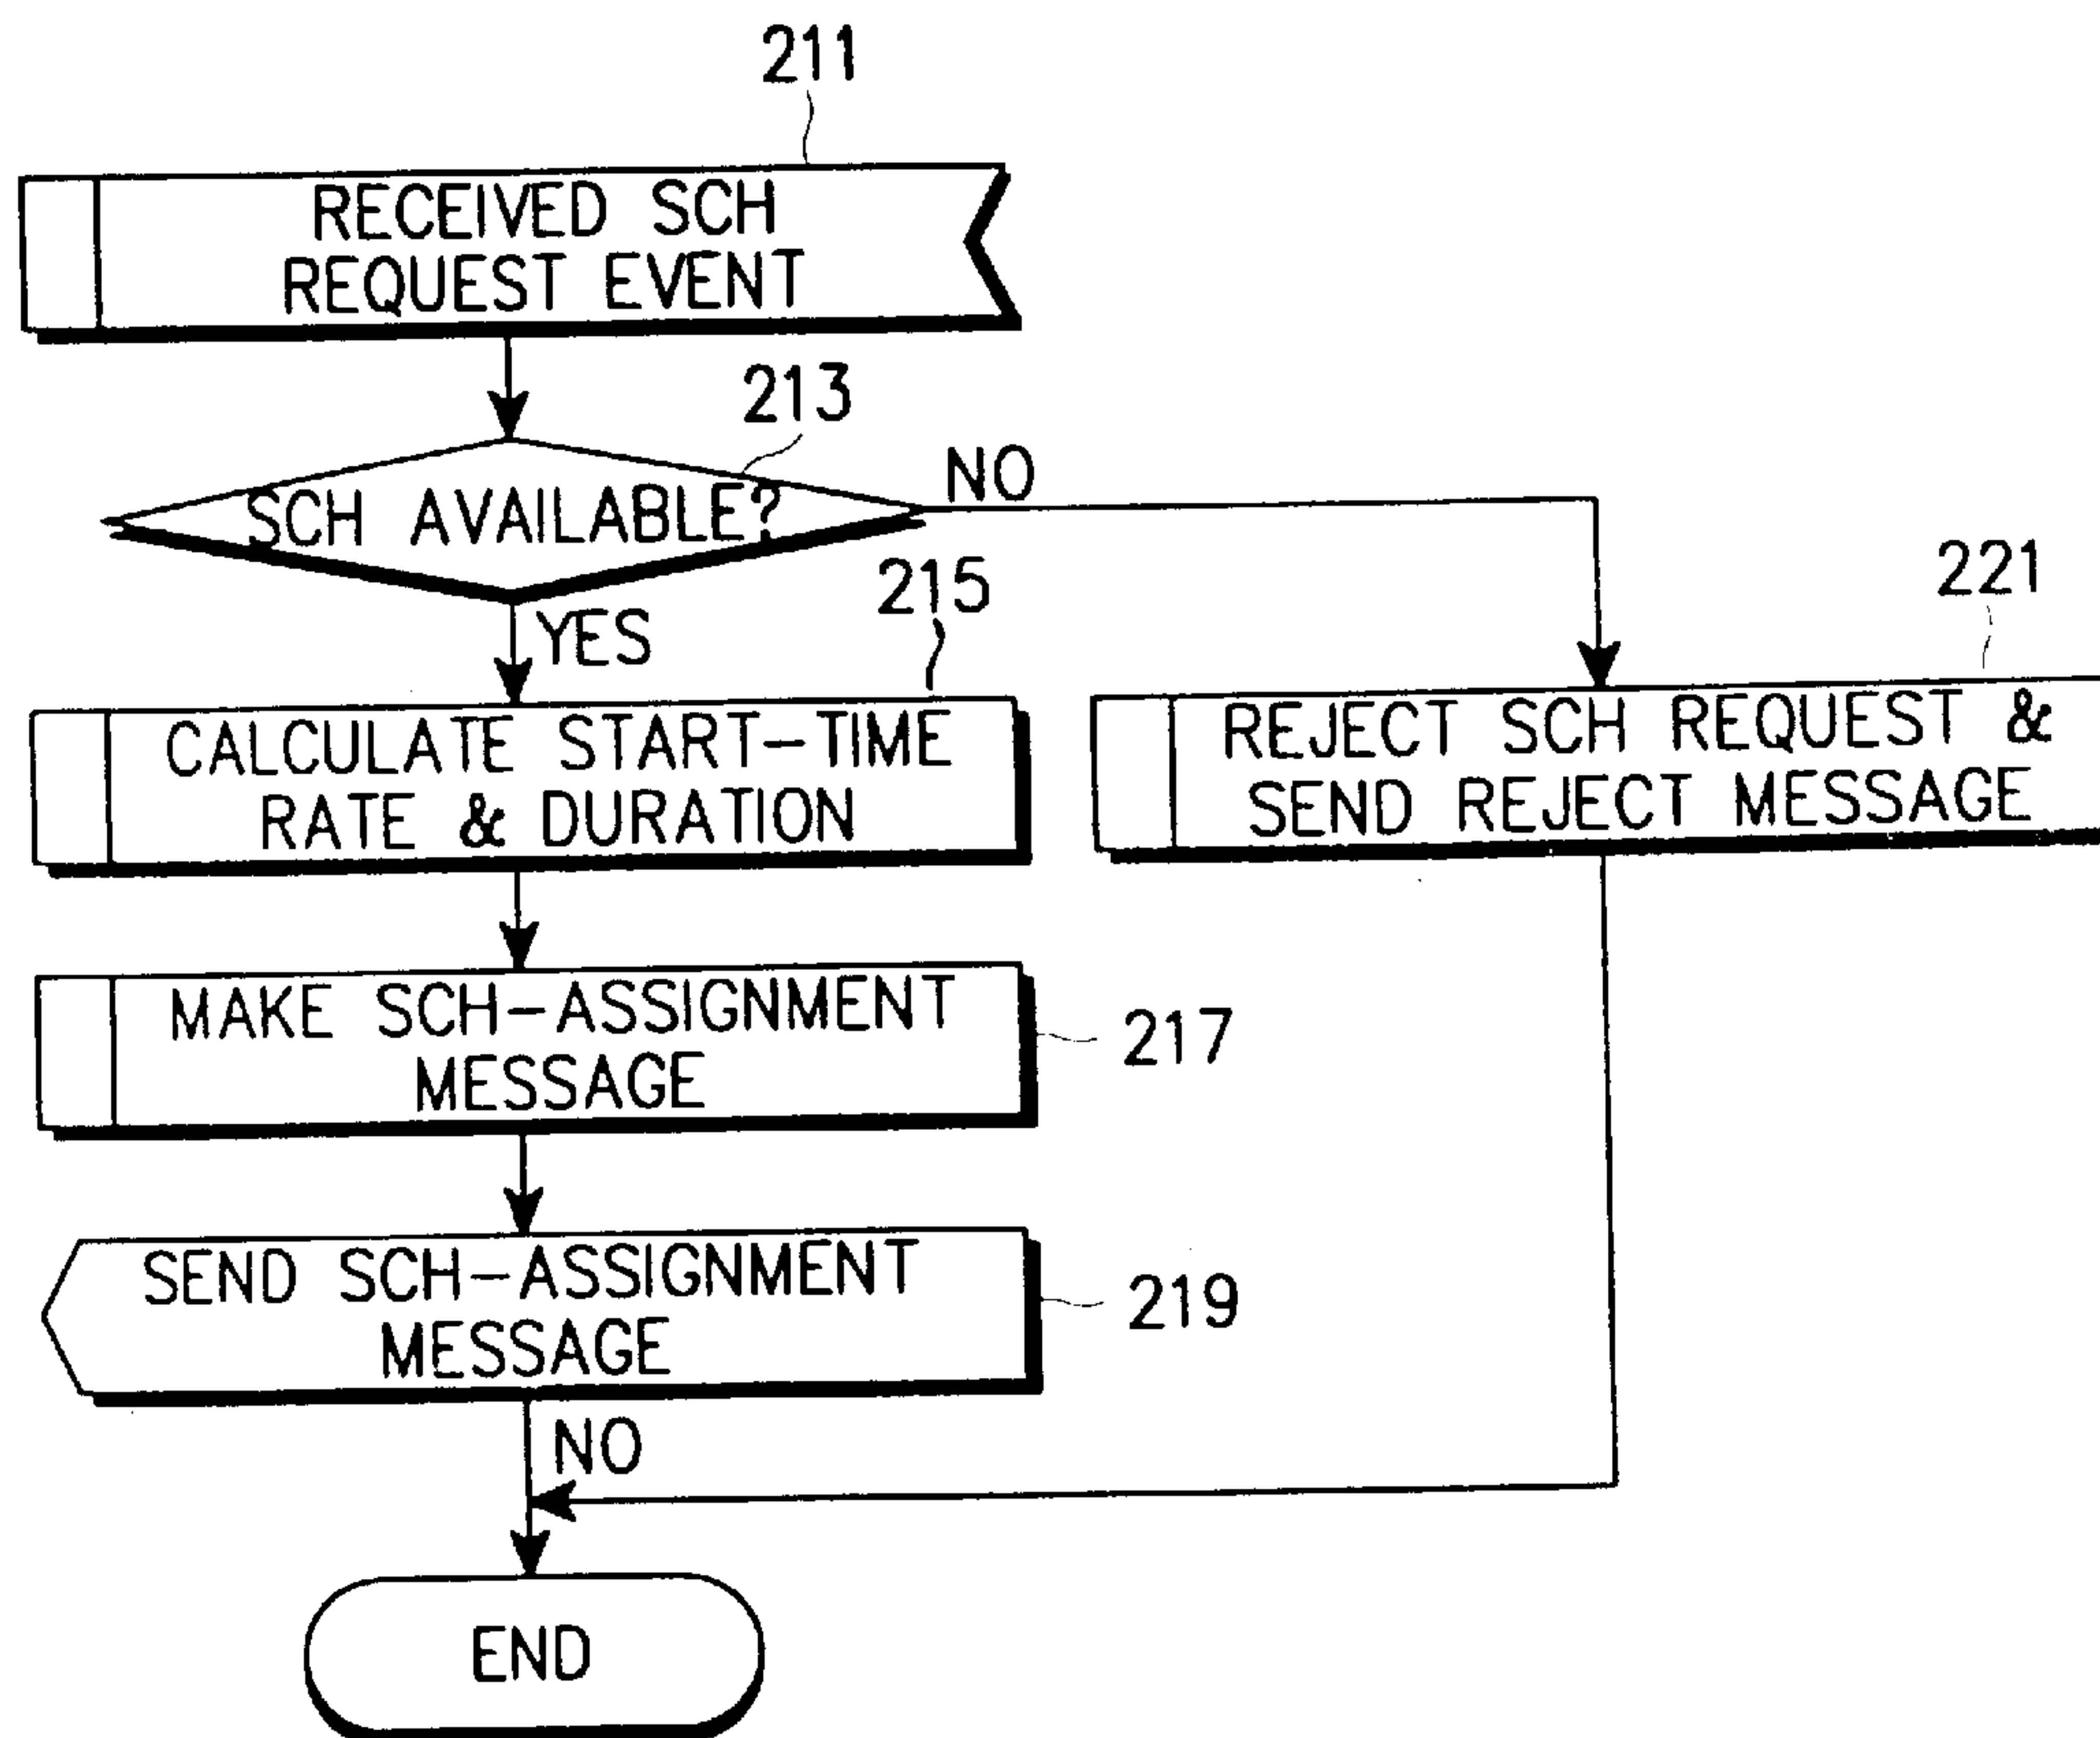 211
RECEIVED SCH
REQUEST EVENT
213
SCH AVAILABLE?
NO
YES
215
CALCULATE START-TIME
RATE & DURATION
221
REJECT SCH REQUEST &
SEND REJECT MESSAGE
MAKE SCH-ASSIGNMENT
MESSAGE
217
SEND SCH-ASSIGNMENT
MESSAGE
219
NO
END